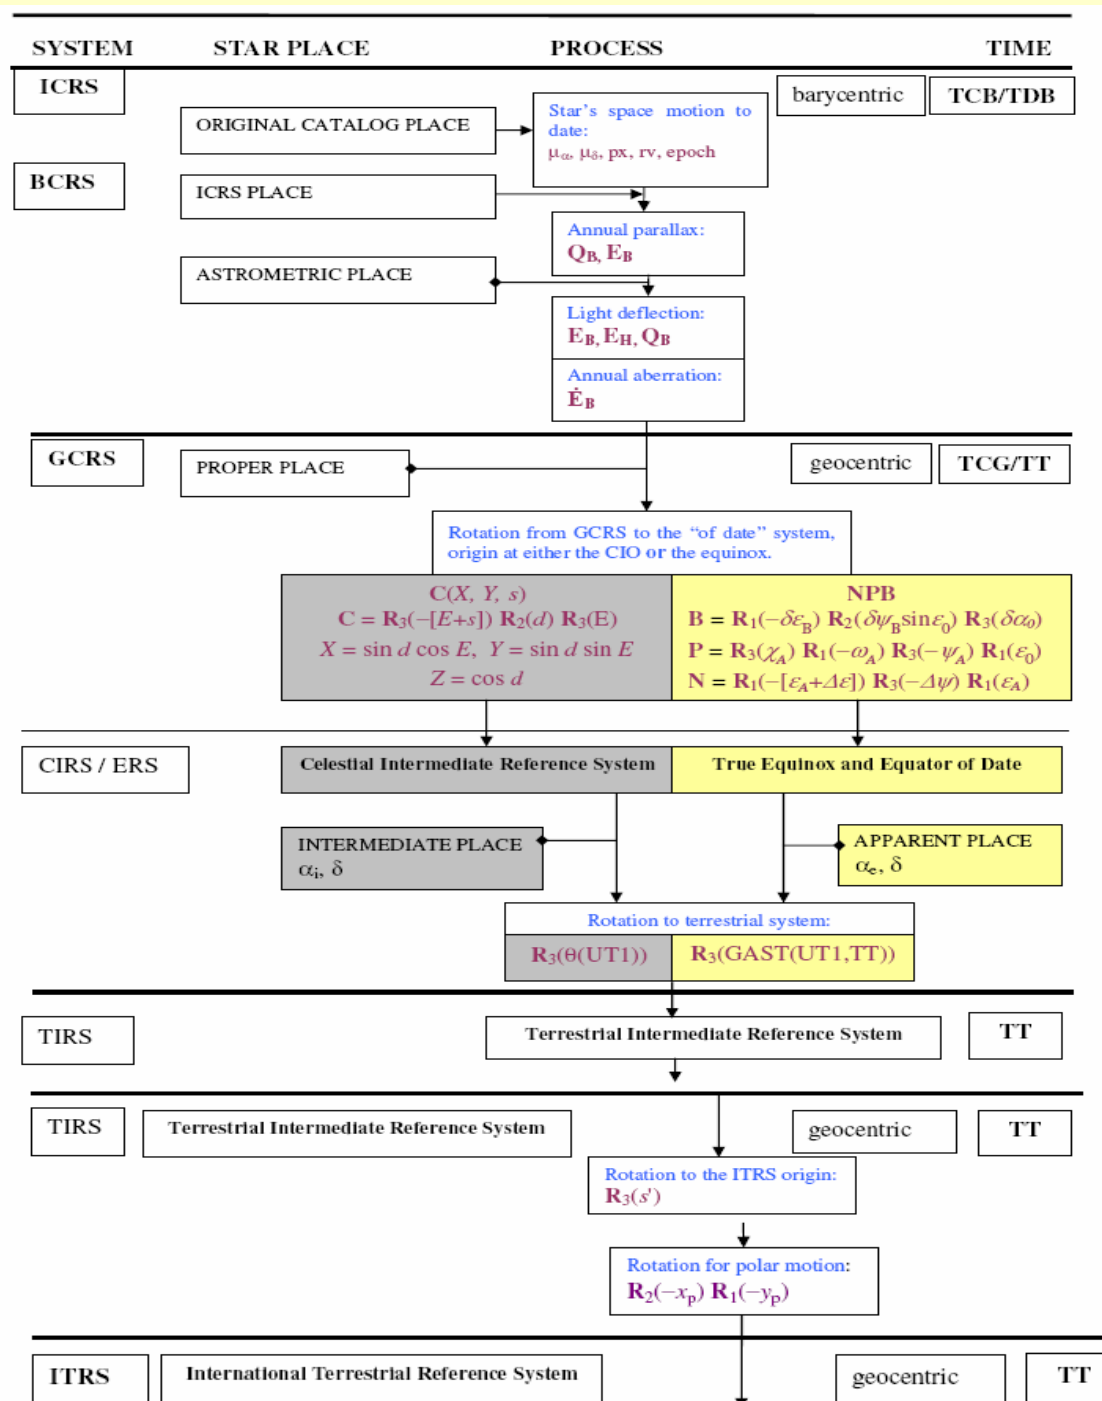 SYSTEM STAR PLACE PROCESS TIME
ICRS
barycentric
TCB/TDB
ORIGINAL CATALOG PLACE
Star's space motion to
date:
μα, μδ, px, rv, epoch
BCRS
ICRS PLACE
Annual parallax:
QB, EB
ASTROMETRIC PLACE
Light deflection:
EB, EH, QB
Annual aberration:
ĖB
GCRS
PROPER PLACE
geocentric
TCG/TT
Rotation from GCRS to the “of date” system,
origin at either the CIO or the equinox.
C(X, Y, s)
C = R3(-[E+s]) R2(d) R3(E)
X = sin d cos E, Y = sin d sin E
Z = cos d
NPB
B = R1(-δεB) R2(δψB sinε0) R3(δα0)
P = R3(χA) R1(-ωA) R3(-ψA) R1(ε0)
N = R1(-[εA+Δε]) R3(-Δψ) R1(εA)
CIRS / ERS
Celestial Intermediate Reference System
True Equinox and Equator of Date
INTERMEDIATE PLACE
αi, δ
APPARENT PLACE
αe, δ
Rotation to terrestrial system:
R3(θ(UT1))
R3(GAST(UT1,TT))
TIRS
Terrestrial Intermediate Reference System
TT
TIRS
Terrestrial Intermediate Reference System
geocentric
TT
Rotation to the ITRS origin:
R3(s')
Rotation for polar motion:
R2(-xp) R1(-yp)
ITRS
International Terrestrial Reference System
geocentric
TT